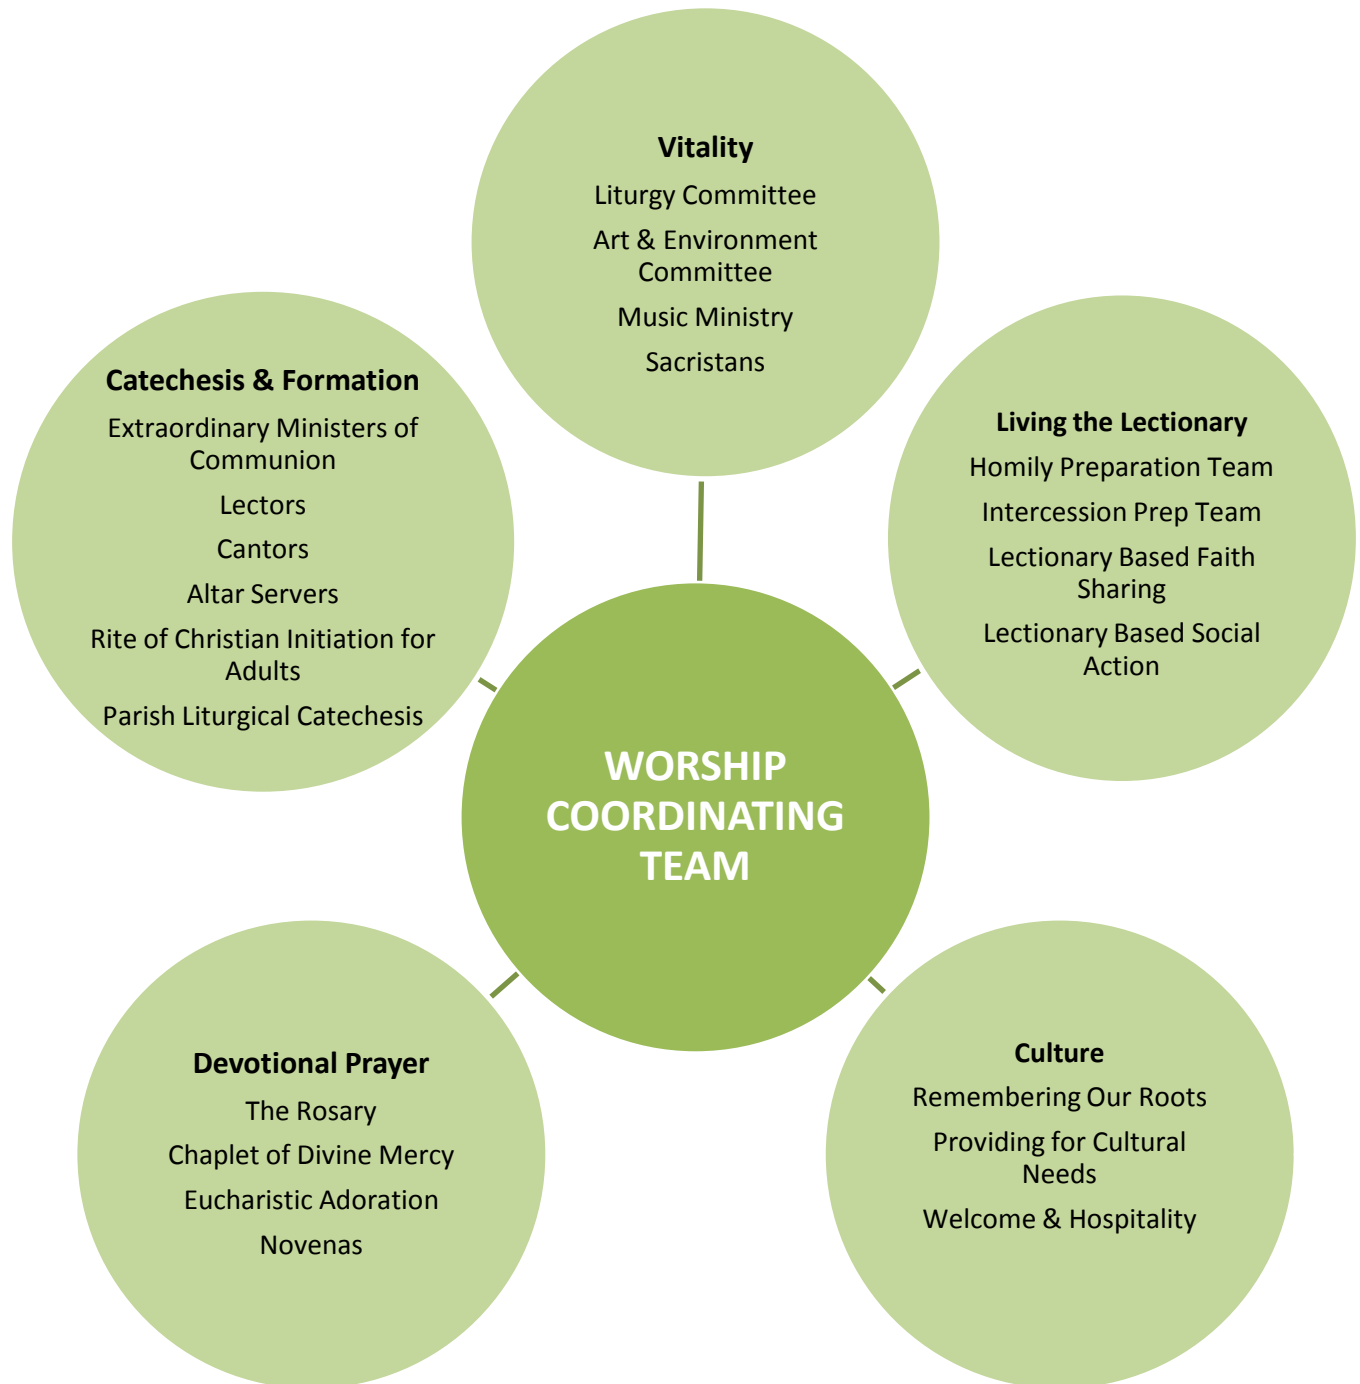 Vitality
Liturgy Committee
Art & Environment
Committee
Music Ministry
Sacristans
Catechesis & Formation
Extraordinary Ministers of
Communion
Lectors
Cantors
Altar Servers
Rite of Christian Initiation for
Adults
Parish Liturgical Catechesis
Living the Lectionary
Homily Preparation Team
Intercession Prep Team
Lectionary Based Faith
Sharing
Lectionary Based Social
Action
WORSHIP
COORDINATING
TEAM
Devotional Prayer
The Rosary
Chaplet of Divine Mercy
Eucharistic Adoration
Novenas
Culture
Remembering Our Roots
Providing for Cultural
Needs
Welcome & Hospitality